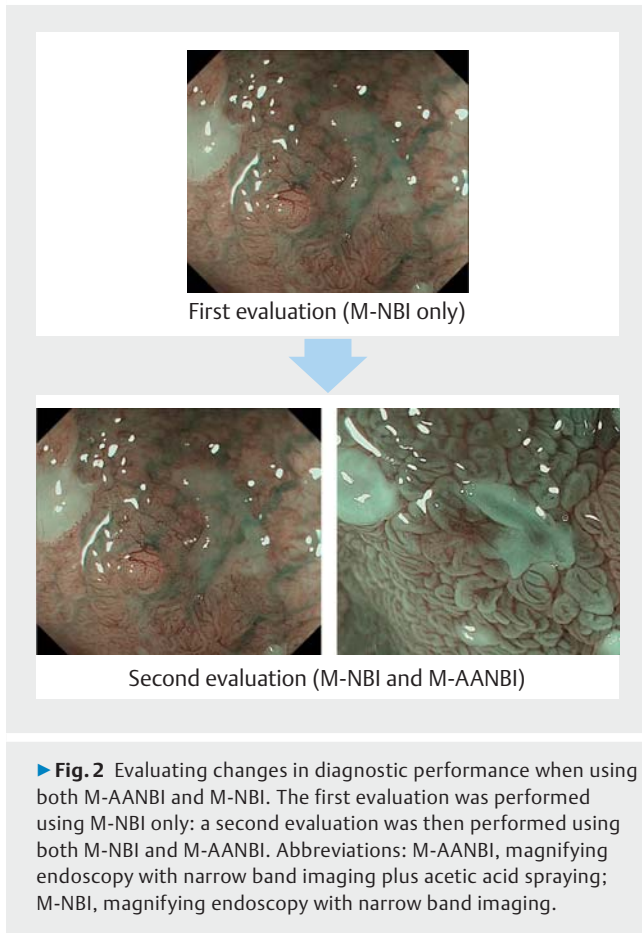 First evaluation (M-NBI only)
Second evaluation (M-NBI and M-AANBI)
►Fig. 2 Evaluating changes in diagnostic performance when using
both M-AANBI and M-NBI. The first evaluation was performed
using M-NBI only: a second evaluation was then performed using
both M-NBI and M-AANBI. Abbreviations: M-AANBI, magnifying
endoscopy with narrow band imaging plus acetic acid spraying;
M-NBI, magnifying endoscopy with narrow band imaging.